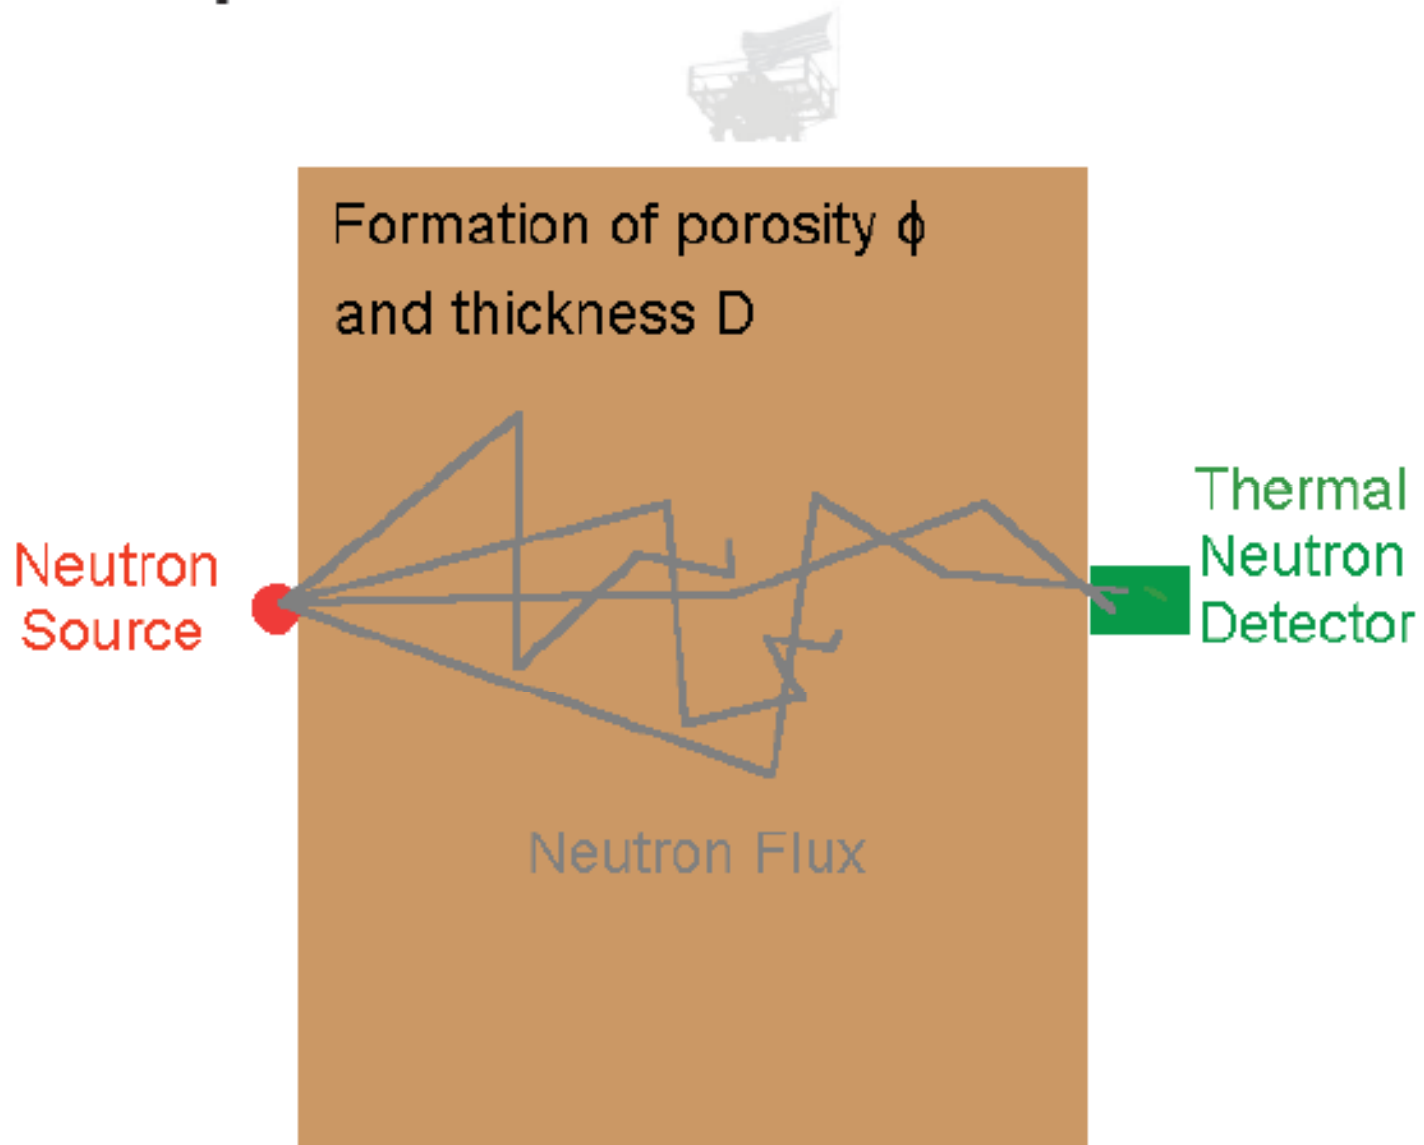 Formation of porosity ϕ
and thickness D
Neutron
Source
Thermal
Neutron
Detector
Neutron Flux